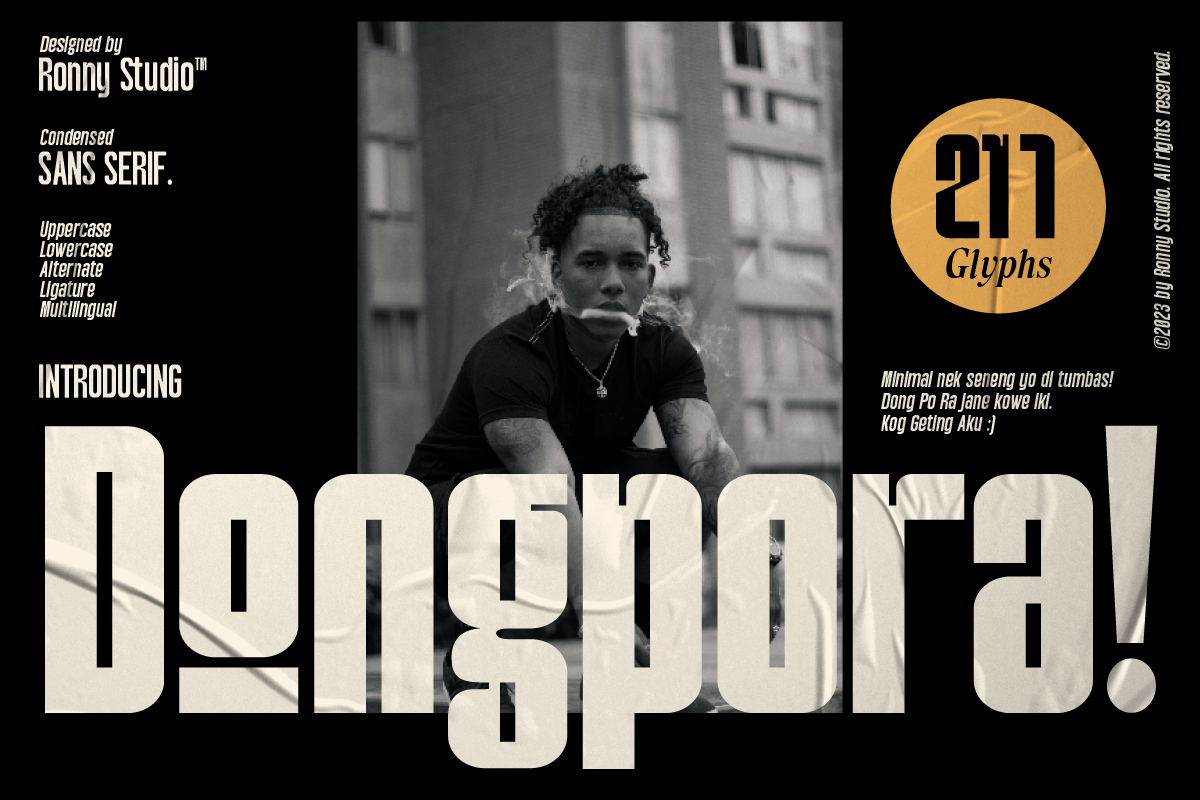 Designed by
Ronny Studio™
Condensed
SANS SERIF.
Uppercase
Lowercase
Alternate
Ligature
Multilingual
INTRODUCING
211
Glyphs
©2023 by Ronny Studio. All rights reserved.
Minimal nek seneng yo di tumbas!
Dong Po Ra jane kowe iki.
Kog Geting Aku :)
Dongpora!